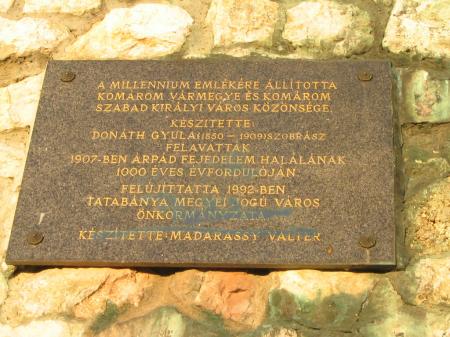 A MILLENNIUM EMLÉKÉRE ÁLLÍTOTTA
KOMÁROM VÁRMEGYE ÉS KOMÁROM
SZABAD KIRÁLYI VÁROS KÖZÖNSÉGE.
KÉSZÍTETTE:
DONÁTH GYULA (1850 – 1909) SZOBRÁSZ
FELAVATTÁK
1907-BEN ÁRPÁD FEJEDELEM HALÁLÁNAK
1000 ÉVES ÉVFORDULÓJÁN.
FELÚJÍTTATTA 1992-BEN
TATABÁNYA MEGYEI JOGÚ VÁROS
ÖNKORMÁNYZATA
KÉSZÍTETTE: MADARASSY VALTER